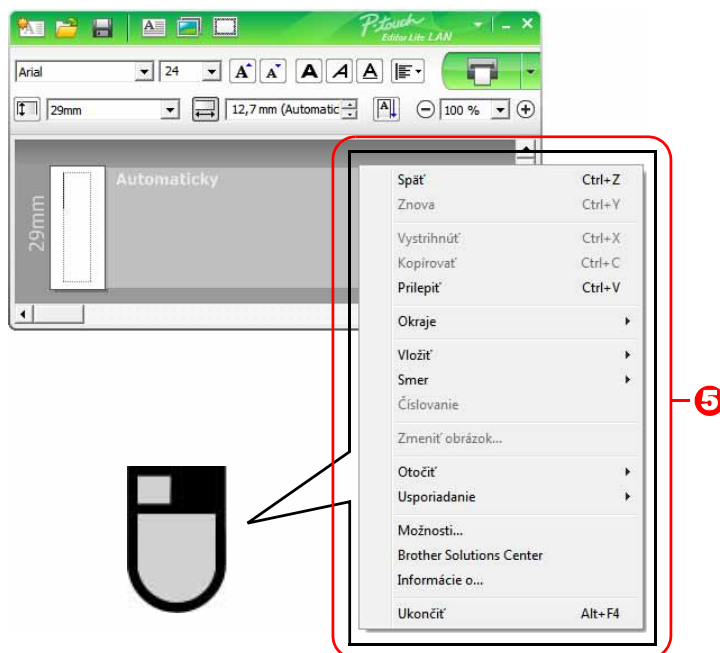 P-touch
Editor Lite LAN
Arial 24 A A A A A
29mm 12,7 mm (Automatic A 100 %
Automaticky
29mm
Späť Ctrl+Z
Znova Ctrl+Y
Vystrihnúť Ctrl+X
Kopírovať Ctrl+C
Prilepiť Ctrl+V
Okraje
Vložiť
Smer
Číslovanie
Zmeniť obrázok...
Otočiť
Usporiadanie
Možnosti...
Brother Solutions Center
Informácie o...
Ukončiť Alt+F4
5